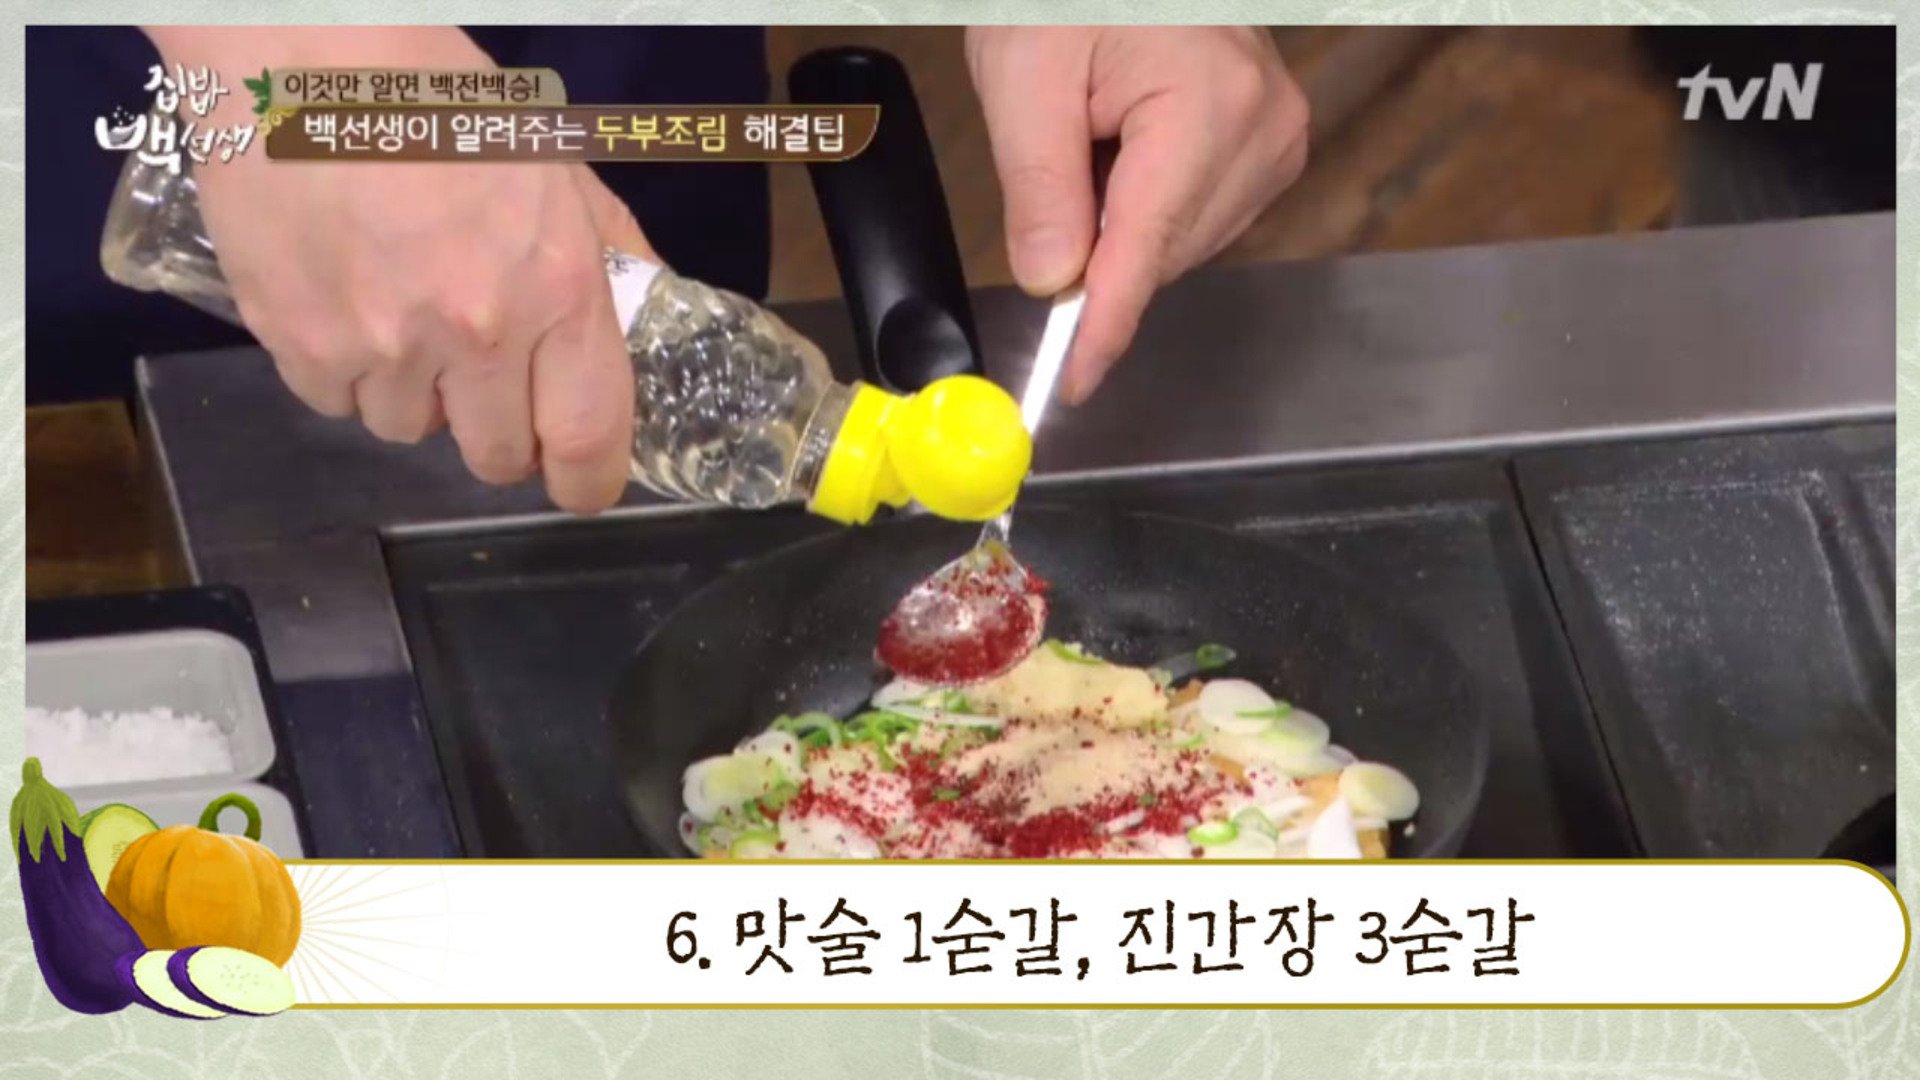 집밥
백선생
이것만 알면 백전백승!
백선생이 알려주는 두부조림 해결팁
tvN
6. 맛술 1숟갈, 진간장 3숟갈